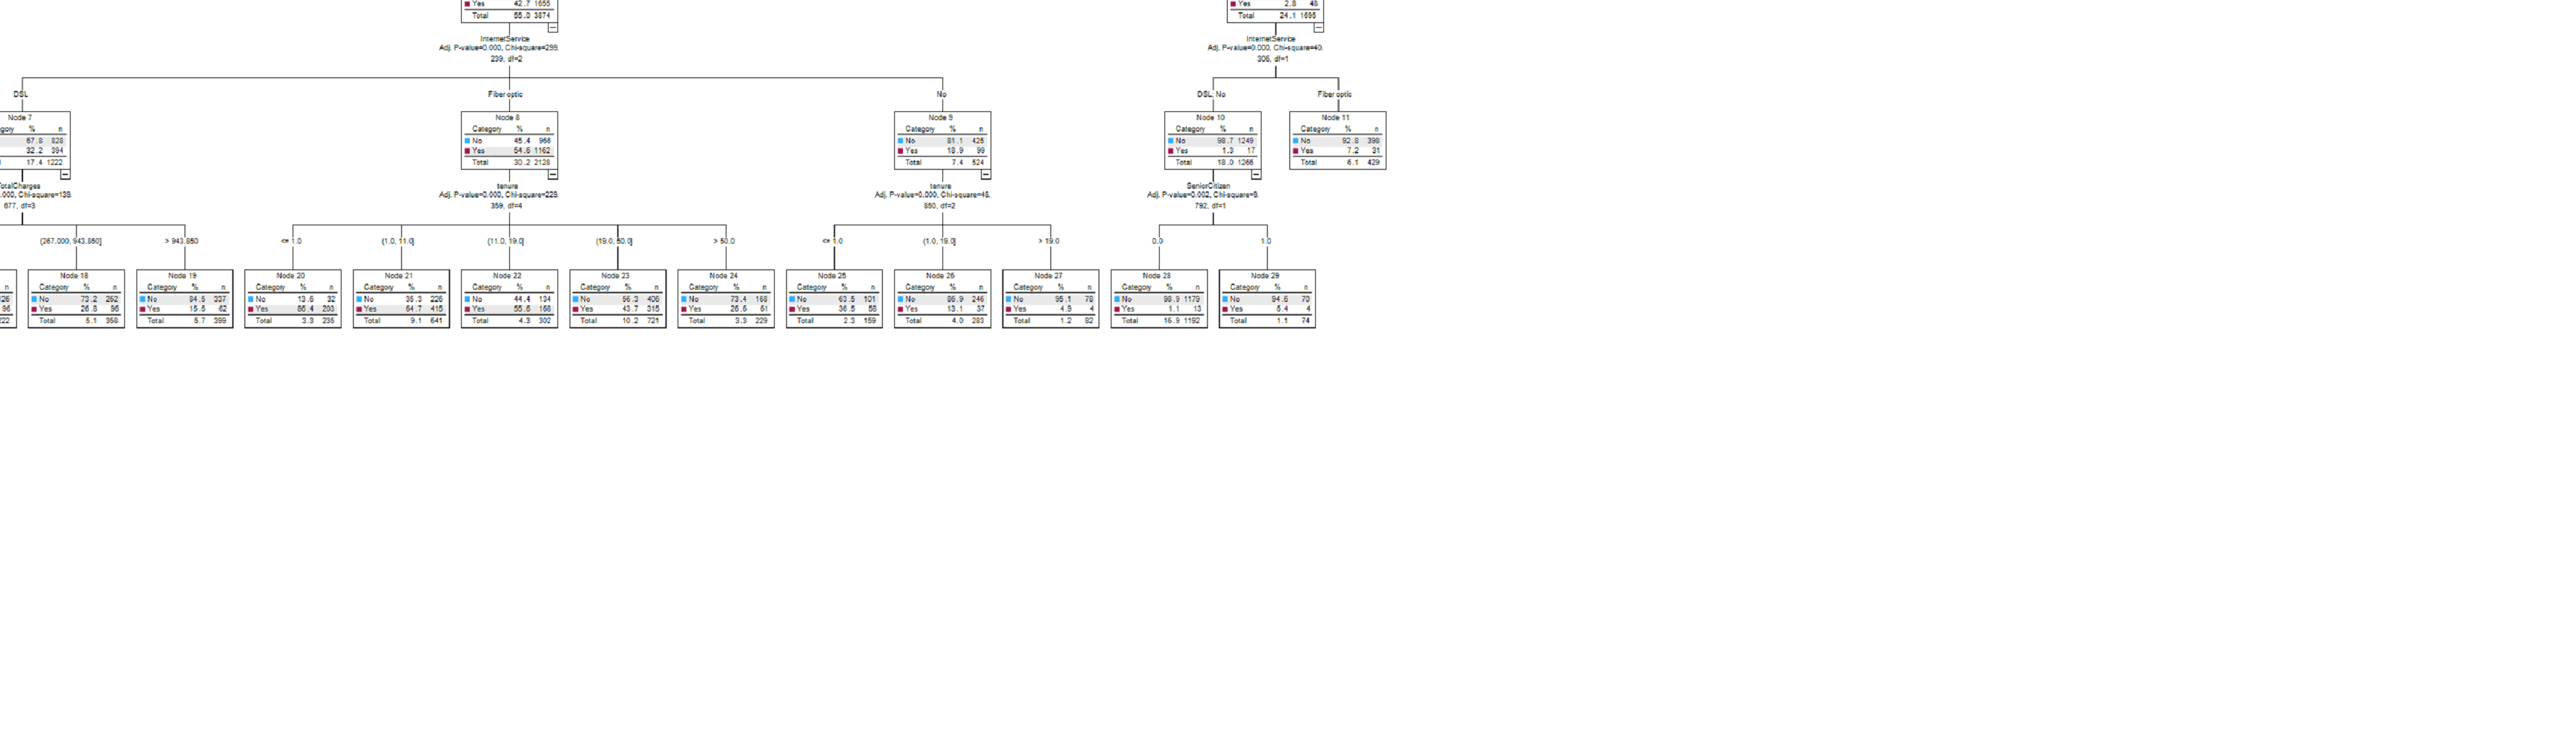 Yes 42.7 1655
Total 55.0 3874
InternetService
Adj. P-value=0.000, Chi-square=299.
239, df=2
Yes 2.8 48
Total 24.1 1695
InternetService
Adj. P-value=0.000, Chi-square=40.
306, df=1
DSL
Fiber optic
No
DSL; No
Fiber optic
Node 7
gory % n
67.8 828
32.2 394
l 17.4 1222
otalCharges
.000, Chi-square=138.
677, df=3
Node 8
Category % n
No 45.4 966
Yes 54.6 1162
Total 30.2 2128
tenure
Adj. P-value=0.000, Chi-square=228.
359, df=4
Node 9
Category % n
No 81.1 425
Yes 18.9 99
Total 7.4 524
tenure
Adj. P-value=0.000, Chi-square=48.
850, df=2
Node 10
Category % n
No 98.7 1249
Yes 1.3 17
Total 18.0 1266
SeniorCitizen
Adj. P-value=0.002, Chi-square=9.
792, df=1
Node 11
Category % n
No 92.8 398
Yes 7.2 31
Total 6.1 429
(267.000, 943.850]
> 943.850
<= 1.0
(1.0, 11.0]
(11.0, 19.0]
(19.0, 50.0]
> 50.0
<= 1.0
(1.0, 19.0]
> 19.0
0.0
1.0
n
126
96
222
Node 18
Category % n
No 73.2 262
Yes 26.8 96
Total 5.1 358
Node 19
Category % n
No 84.5 337
Yes 15.5 62
Total 5.7 399
Node 20
Category % n
No 13.6 32
Yes 86.4 203
Total 3.3 235
Node 21
Category % n
No 35.3 226
Yes 64.7 415
Total 9.1 641
Node 22
Category % n
No 44.4 134
Yes 55.6 168
Total 4.3 302
Node 23
Category % n
No 56.3 406
Yes 43.7 315
Total 10.2 721
Node 24
Category % n
No 73.4 168
Yes 26.6 61
Total 3.3 229
Node 25
Category % n
No 63.5 101
Yes 36.5 58
Total 2.3 159
Node 26
Category % n
No 86.9 246
Yes 13.1 37
Total 4.0 283
Node 27
Category % n
No 95.1 78
Yes 4.9 4
Total 1.2 82
Node 28
Category % n
No 98.9 1179
Yes 1.1 13
Total 16.9 1192
Node 29
Category % n
No 94.6 70
Yes 5.4 4
Total 1.1 74